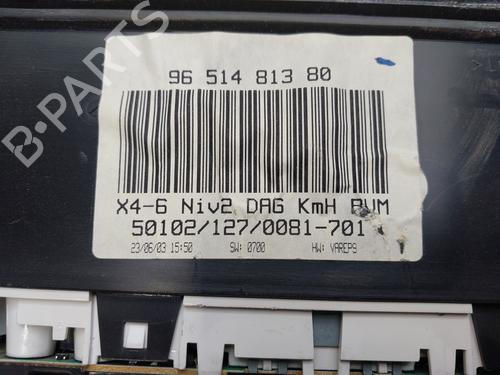 96 514 813 80
X4-6 Niv2 DAG KmH BVM
50102/127/0081-701
23/06/03 15:50 SW: 0700 HW: VAREP9
B-PARTS